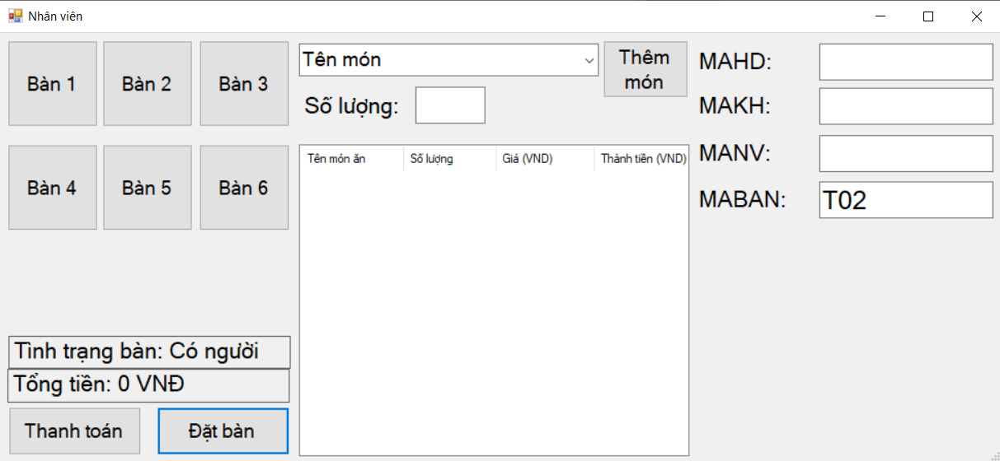 Nhân viên
Bàn 1
Bàn 2
Bàn 3
Bàn 4
Bàn 5
Bàn 6
Tình trạng bàn: Có người
Tổng tiền: 0 VNĐ
Thanh toán
Đặt bàn
Tên món
Thêm
món
Số lượng:
Tên món ăn
Số lượng
Giá (VND)
Thành tiền (VND)
MAHD:
MAKH:
MANV:
MABAN:
T02